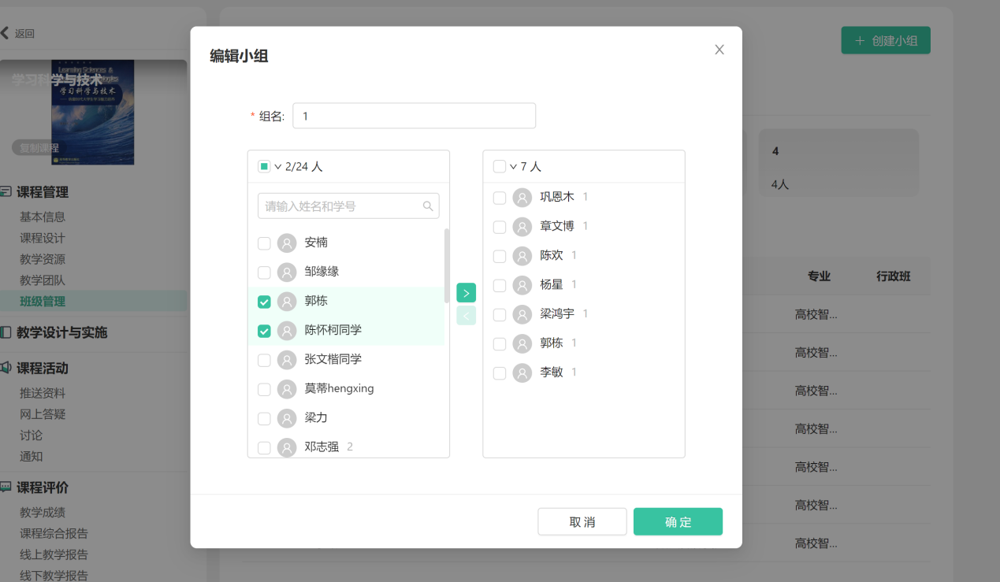 返回
学习科学与技术
Learning Sciences &
学习科学与技术
复制课程
课程管理
基本信息
课程设计
教学资源
教学团队
班级管理
教学设计与实施
课程活动
推送资料
网上答疑
讨论
通知
课程评价
教学成绩
课程综合报告
线上教学报告
线下教学报告
编辑小组
* 组名: 1
2/24 人
请输入姓名和学号
安楠
邹缘缘
郭栋
陈怀柯同学
张文楷同学
莫蒂hengxing
梁力
邓志强 2
7 人
巩恩木 1
章文博 1
陈欢 1
杨星 1
梁鸿宇 1
郭栋 1
李敏 1
取 消
确 定
创建小组
4
4人
专业 行政班
高校智...
高校智...
高校智...
高校智...
高校智...
高校智...
高校智...